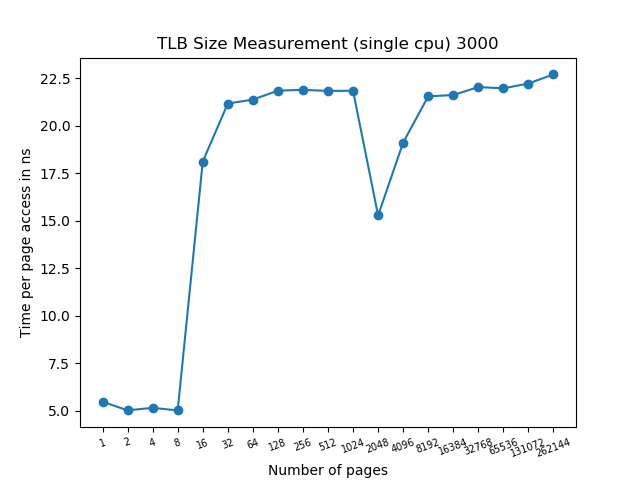 TLB Size Measurement (single cpu) 3000
Time per page access in ns
22.5
20.0
17.5
15.0
12.5
10.0
7.5
5.0
1 2 4 8 16 32 64 128 256 512 1024 2048 4096 8192 16384 32768 65536 131072 262144
Number of pages